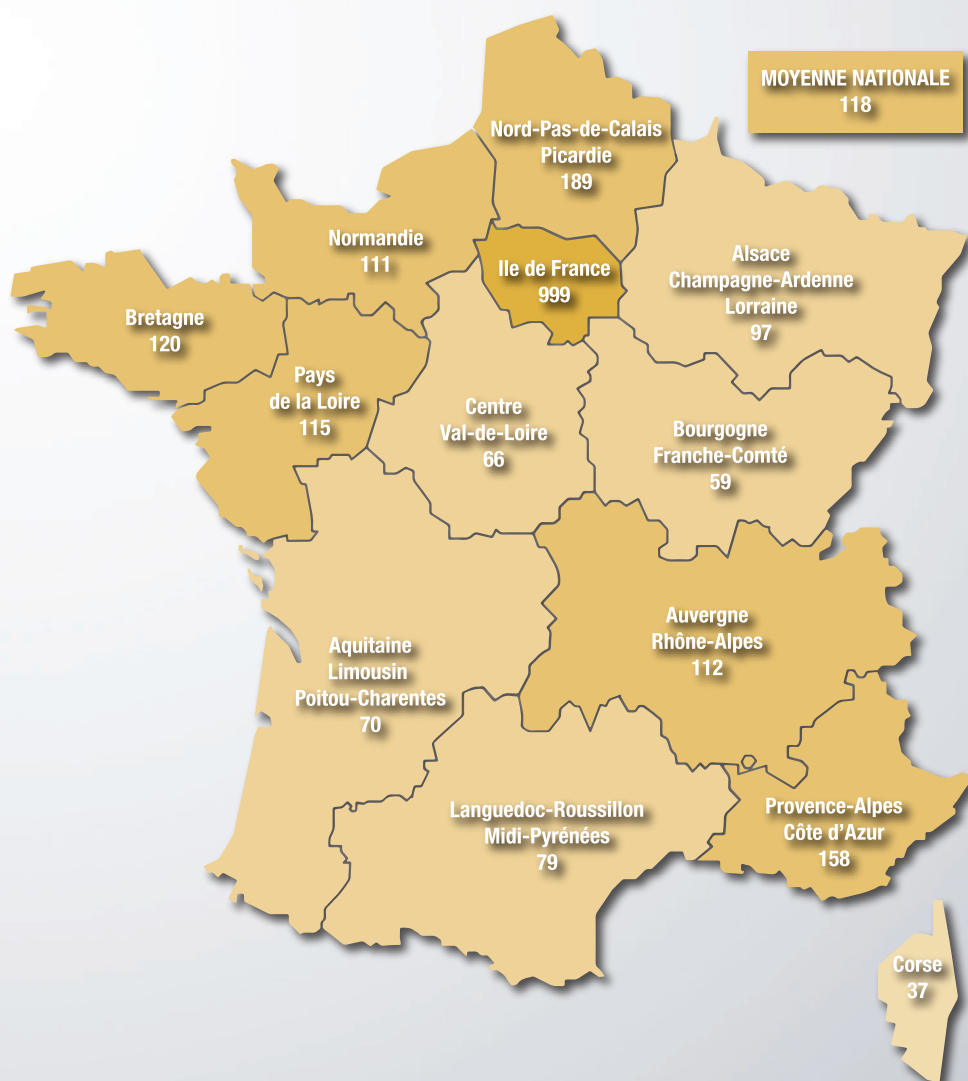 MOYENNE NATIONALE
118
Nord-Pas-de-Calais
Picardie
189
Normandie
111
Ile de France
999
Alsace
Champagne-Ardenne
Lorraine
97
Bretagne
120
Pays
de la Loire
115
Centre
Val-de-Loire
66
Bourgogne
Franche-Comté
59
Auvergne
Rhône-Alpes
112
Aquitaine
Limousin
Poitou-Charentes
70
Languedoc-Roussillon
Midi-Pyrénées
79
Provence-Alpes
Côte d'Azur
158
Corse
37